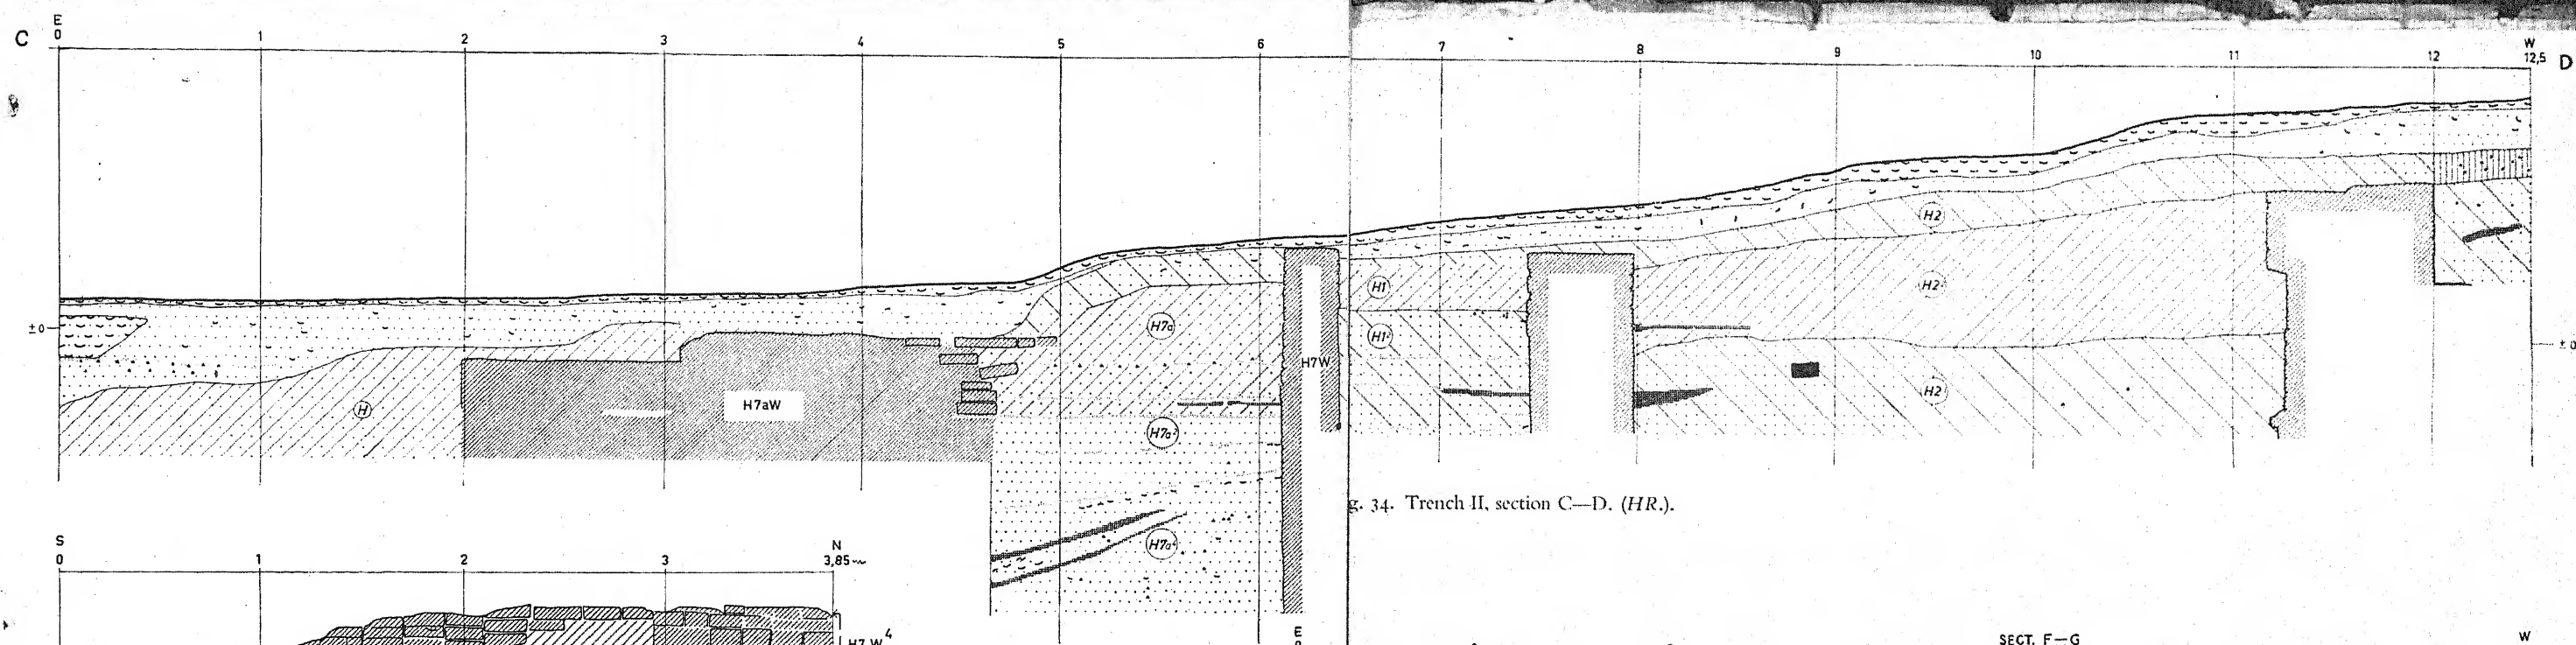 C E 0 1 2 3 4 5 6 7 8 9 10 11 12 W 12,5 D
H2
H1 H2
±0 H7a ±0
H1 H7W
H H7aW H2
H7a
g. 34. Trench II, section C—D. (HR.).
H7a
S 0 1 2 3 N 3,85 m
E 0 SECT. F—G W
H7W 4